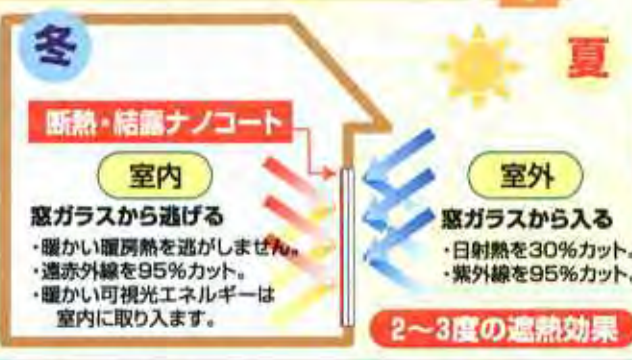 冬
夏
断熱・結露ナノコート
室内
窓ガラスから逃げる
・暖かい暖房熱を逃がしません。
・遠赤外線を95%カット。
・暖かい可視光エネルギーは
室内に取り入ます。
室外
窓ガラスから入る
・日射熱を30%カット。
・紫外線を95%カット。
2〜3度の遮熱効果